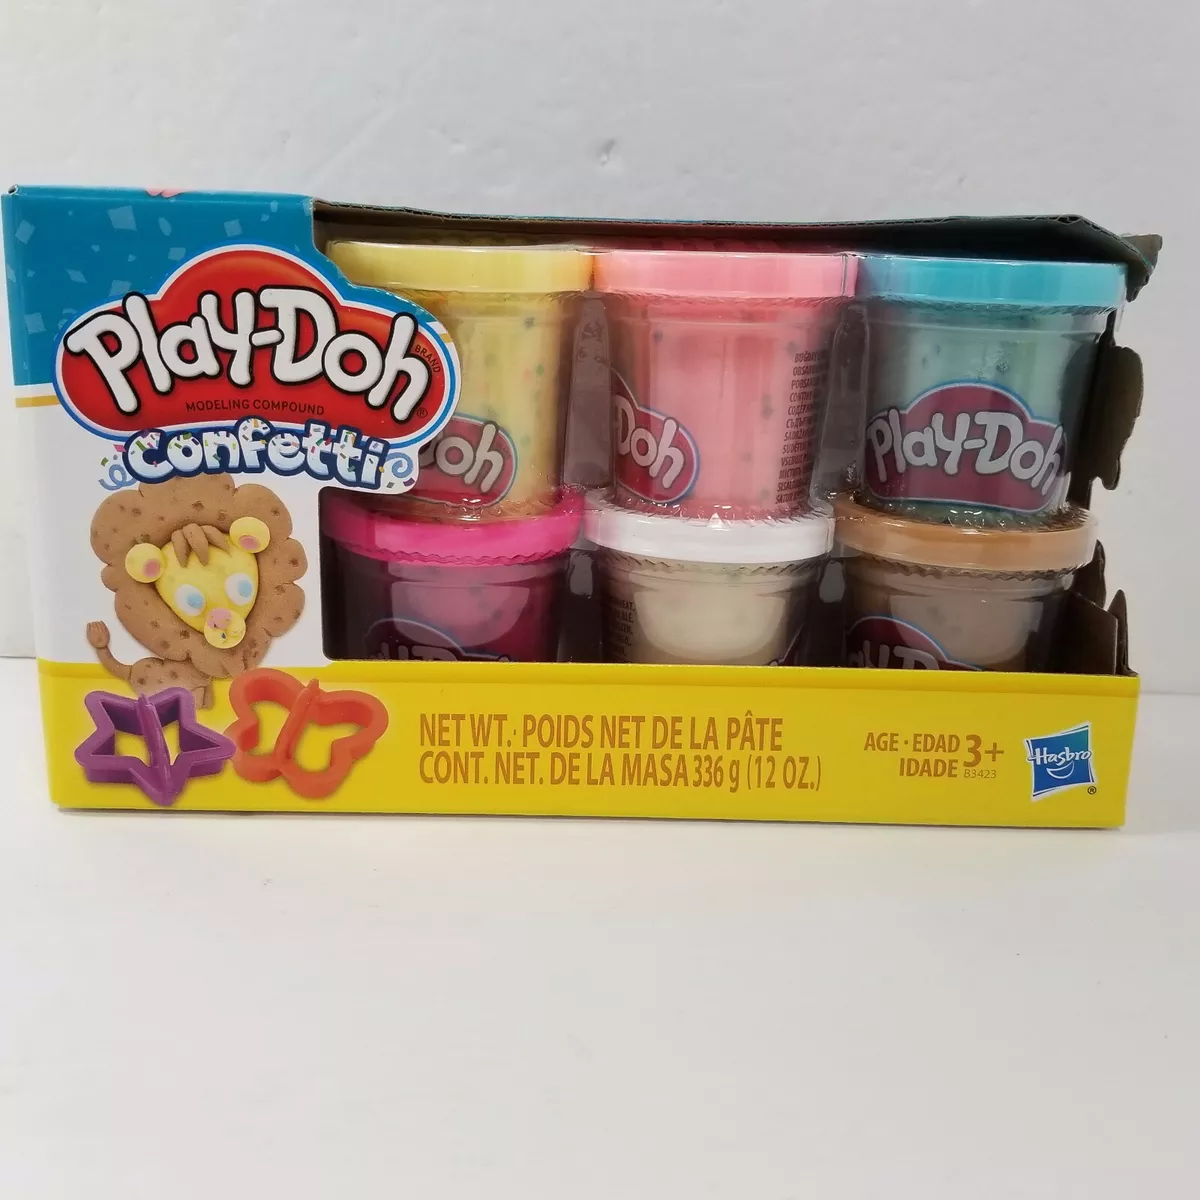 Play-Doh
BRAND
MODELING COMPOUND
®
Confetti
Doh
Doh
Play-Doh
NET WT. · POIDS NET DE LA PÂTE
CONT. NET. DE LA MASA 336 g (12 OZ.)
AGE · EDAD
IDADE
3+
B3423
Hasbro
®